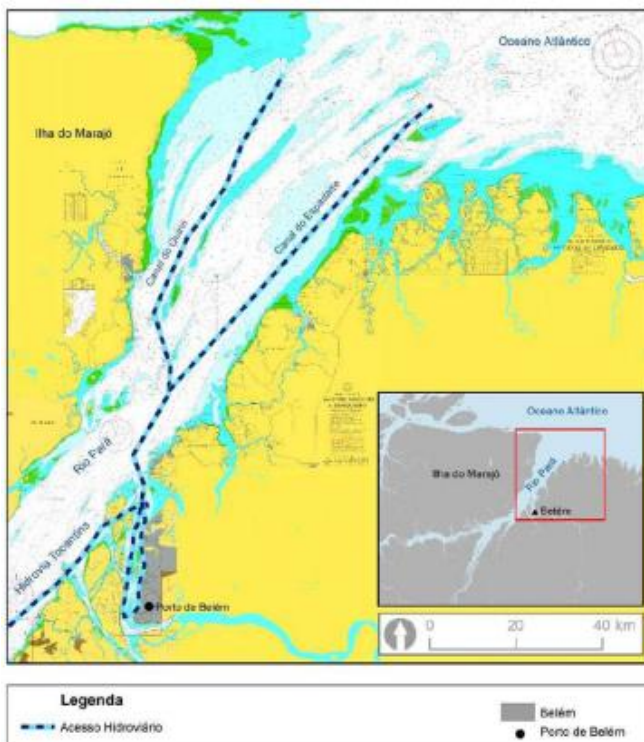 Oceano Atlântico
Ilha do Marajó
Canal do Quiriri
Canal do Espadarte
Rio Pará
Hidrovia Tocantins
Porto de Belém
Oceano Atlântico
Ilha do Marajó
Rio Pará
Belém
0 20 40 km
Legenda
Acesso Hidroviário
Belém
Porto de Belém